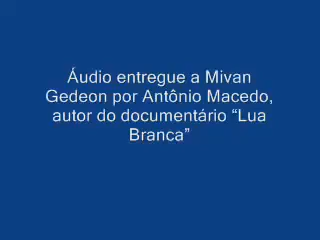 Áudio entregue a Mivan
Gedeon por Antônio Macedo,
autor do documentário “Lua
Branca”